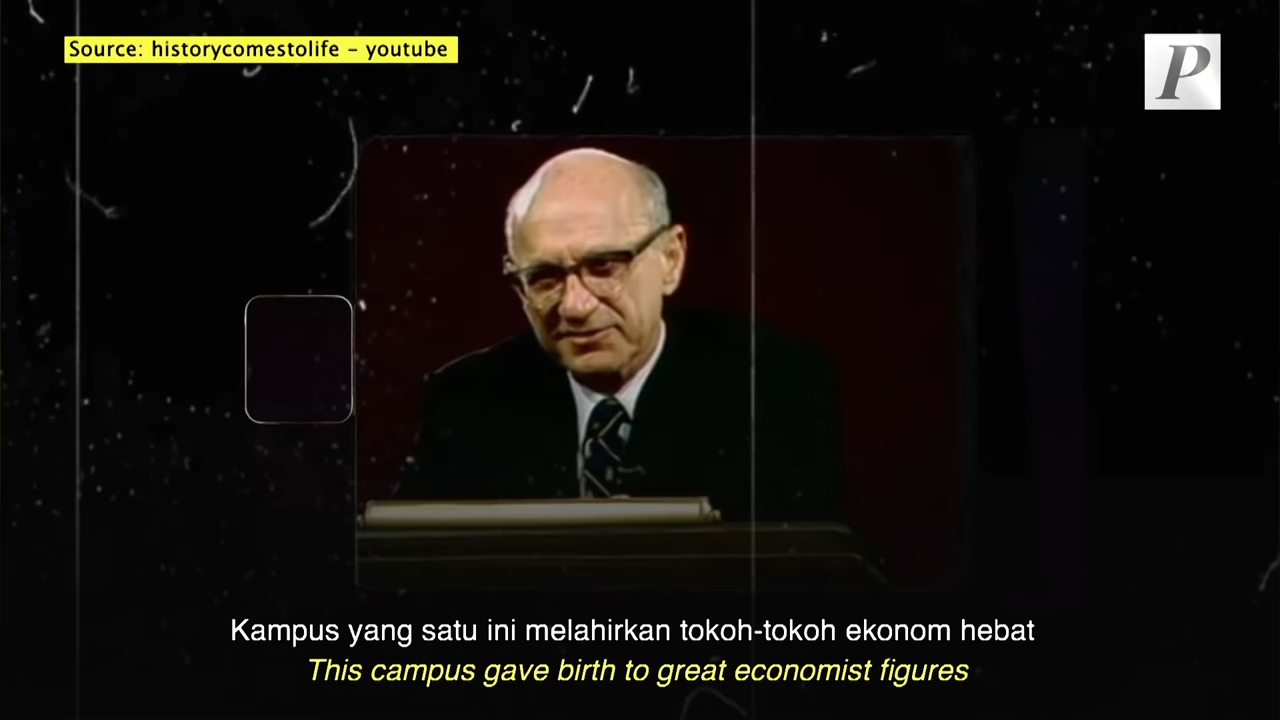 Source: historycomestolife – youtube
P
Kampus yang satu ini melahirkan tokoh-tokoh ekonom hebat
This campus gave birth to great economist figures